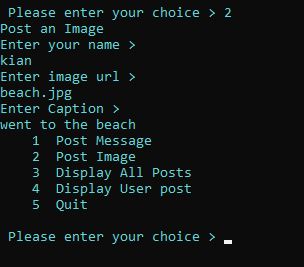 Please enter your choice > 2
Post an Image
Enter your name >
kian
Enter image url >
beach.jpg
Enter Caption >
went to the beach
1 Post Message
2 Post Image
3 Display All Posts
4 Display User post
5 Quit
Please enter your choice >